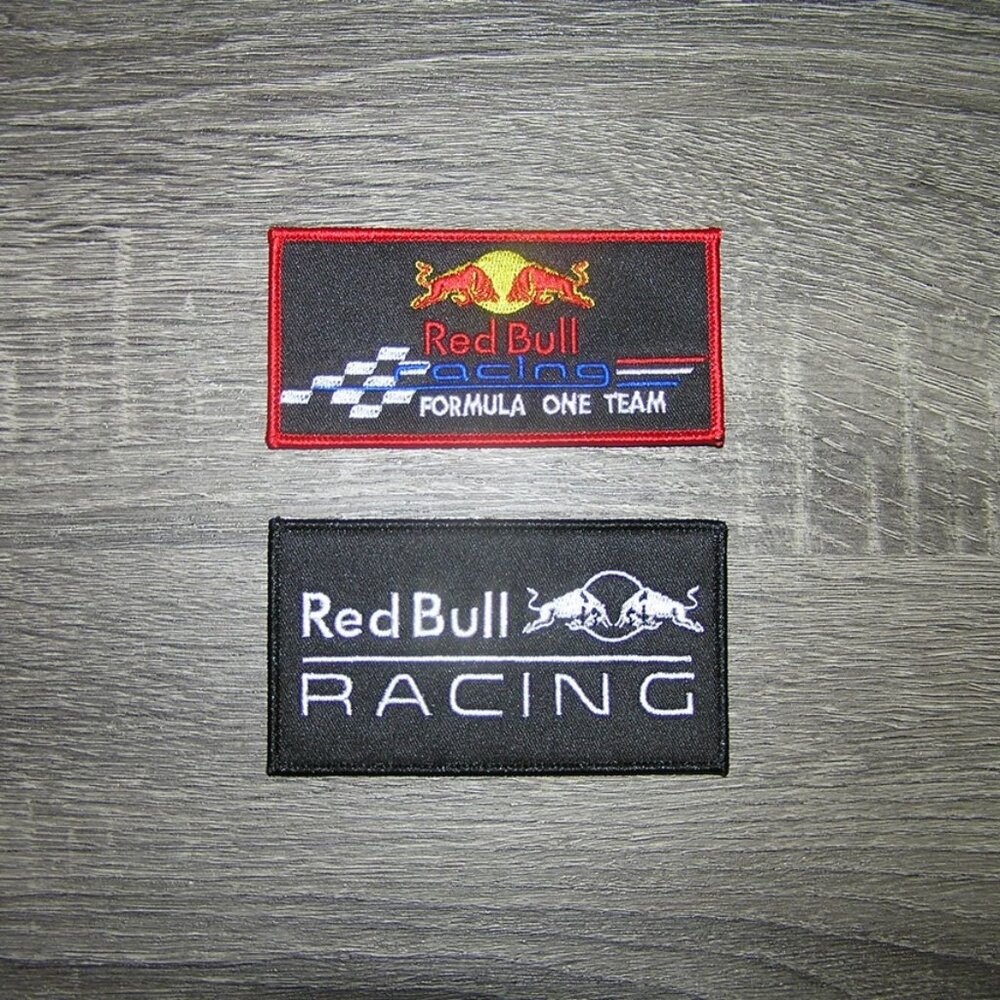 Red Bull
racing
FORMULA ONE TEAM
Red Bull
RACING